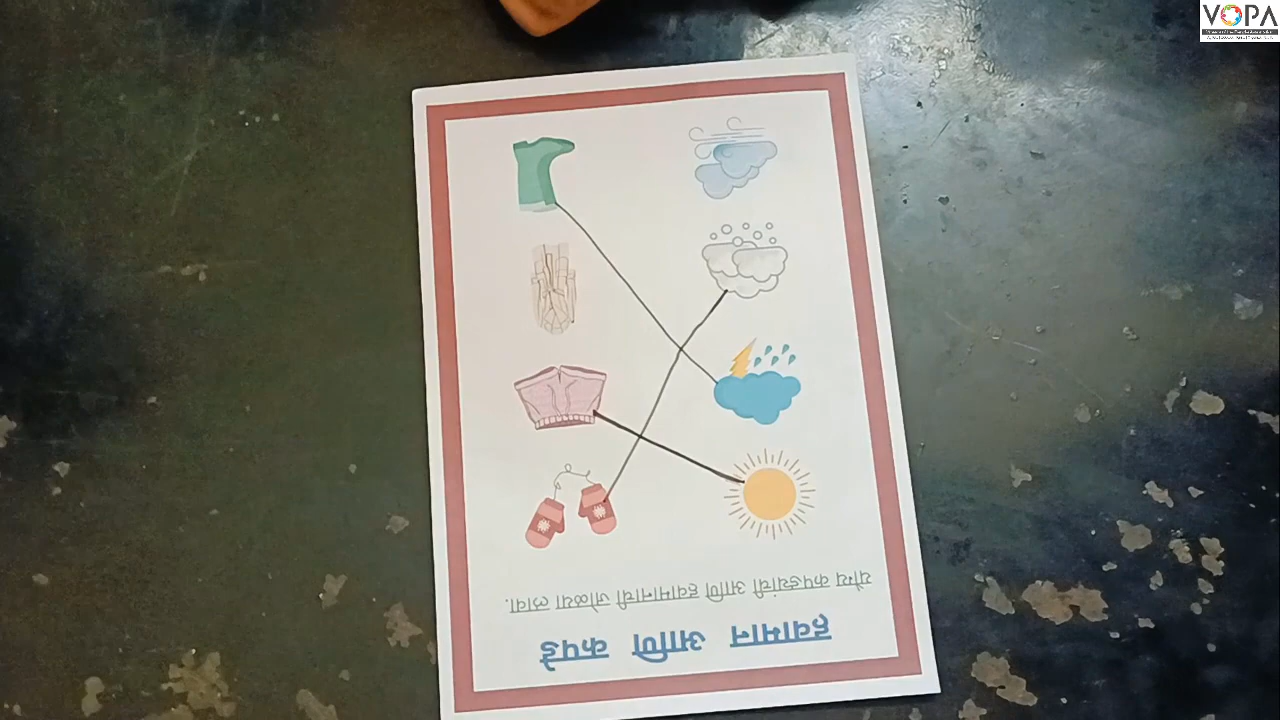 VOPA
हवामान आणि कपडे
योग्य कपड्यांची आणि हवामानाची जोळ्या लावा.